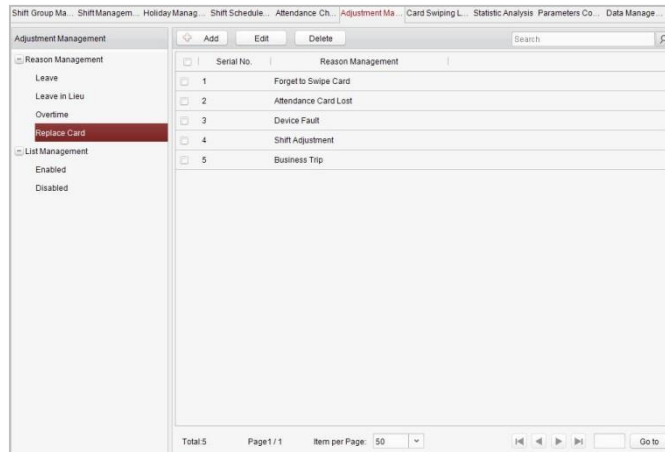 Shift Group Ma... Shift Managem... Holiday Manag... Shift Schedule... Attendance Ch... Adjustment Ma... Card Swiping L... Statistic Analysis Parameters Co... Data Manage...
Adjustment Management
Add Edit Delete Search
Reason Management
Serial No. Reason Management
Leave
1 Forget to Swipe Card
Leave in Lieu
2 Attendance Card Lost
Overtime
3 Device Fault
Replace Card
4 Shift Adjustment
List Management
5 Business Trip
Enabled
Disabled
Total:5 Page1 / 1 Item per Page: 50 Go to